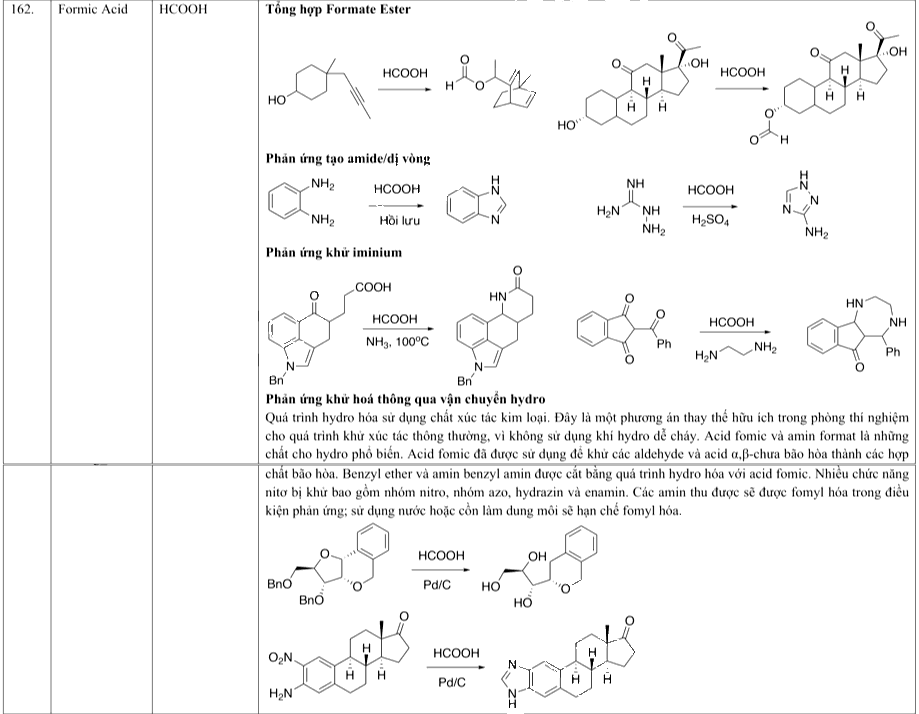 162. Formic Acid HCOOH Tổng hợp Formate Ester
HO
HCOOH
H
O
O
HO
O
H
H
H
O
OH
HCOOH
O
O
H
O
H
H
H
O
OH
Phản ứng tạo amide/dị vòng
NH2
NH2
HCOOH
Hồi lưu
H
N
N
NH
H2N
NH
NH2
HCOOH
H2SO4
H
N
N
N
NH2
Phản ứng khử iminium
O
COOH
N
Bn
HCOOH
NH3, 100°C
O
HN
N
Bn
O
O
O
Ph
HCOOH
H2N
NH2
HN
NH
Ph
O
Phản ứng khử hoá thông qua vận chuyển hydro
Quá trình hydro hóa sử dụng chất xúc tác kim loại. Đây là một phương án thay thế hữu ích trong phòng thí nghiệm
cho quá trình khử xúc tác thông thường, vì không sử dụng khí hydro dễ cháy. Acid fomic và amin format là những
chất cho hydro phổ biến. Acid fomic đã được sử dụng để khử các aldehyde và acid α,β-chưa bão hòa thành các hợp
chất bão hòa. Benzyl ether và amin benzyl amin được cắt bằng quá trình hydro hóa với acid fomic. Nhiều chức năng
nitơ bị khử bao gồm nhóm nitro, nhóm azo, hydrazin và enamin. Các amin thu được sẽ được fomyl hóa trong điều
kiện phản ứng; sử dụng nước hoặc cồn làm dung môi sẽ hạn chế fomyl hóa.
O
BnO
BnO
O
HCOOH
Pd/C
OH
HO
HO
O
O2N
H2N
H
H
H
O
HCOOH
Pd/C
N
N
H
H
H
H
O